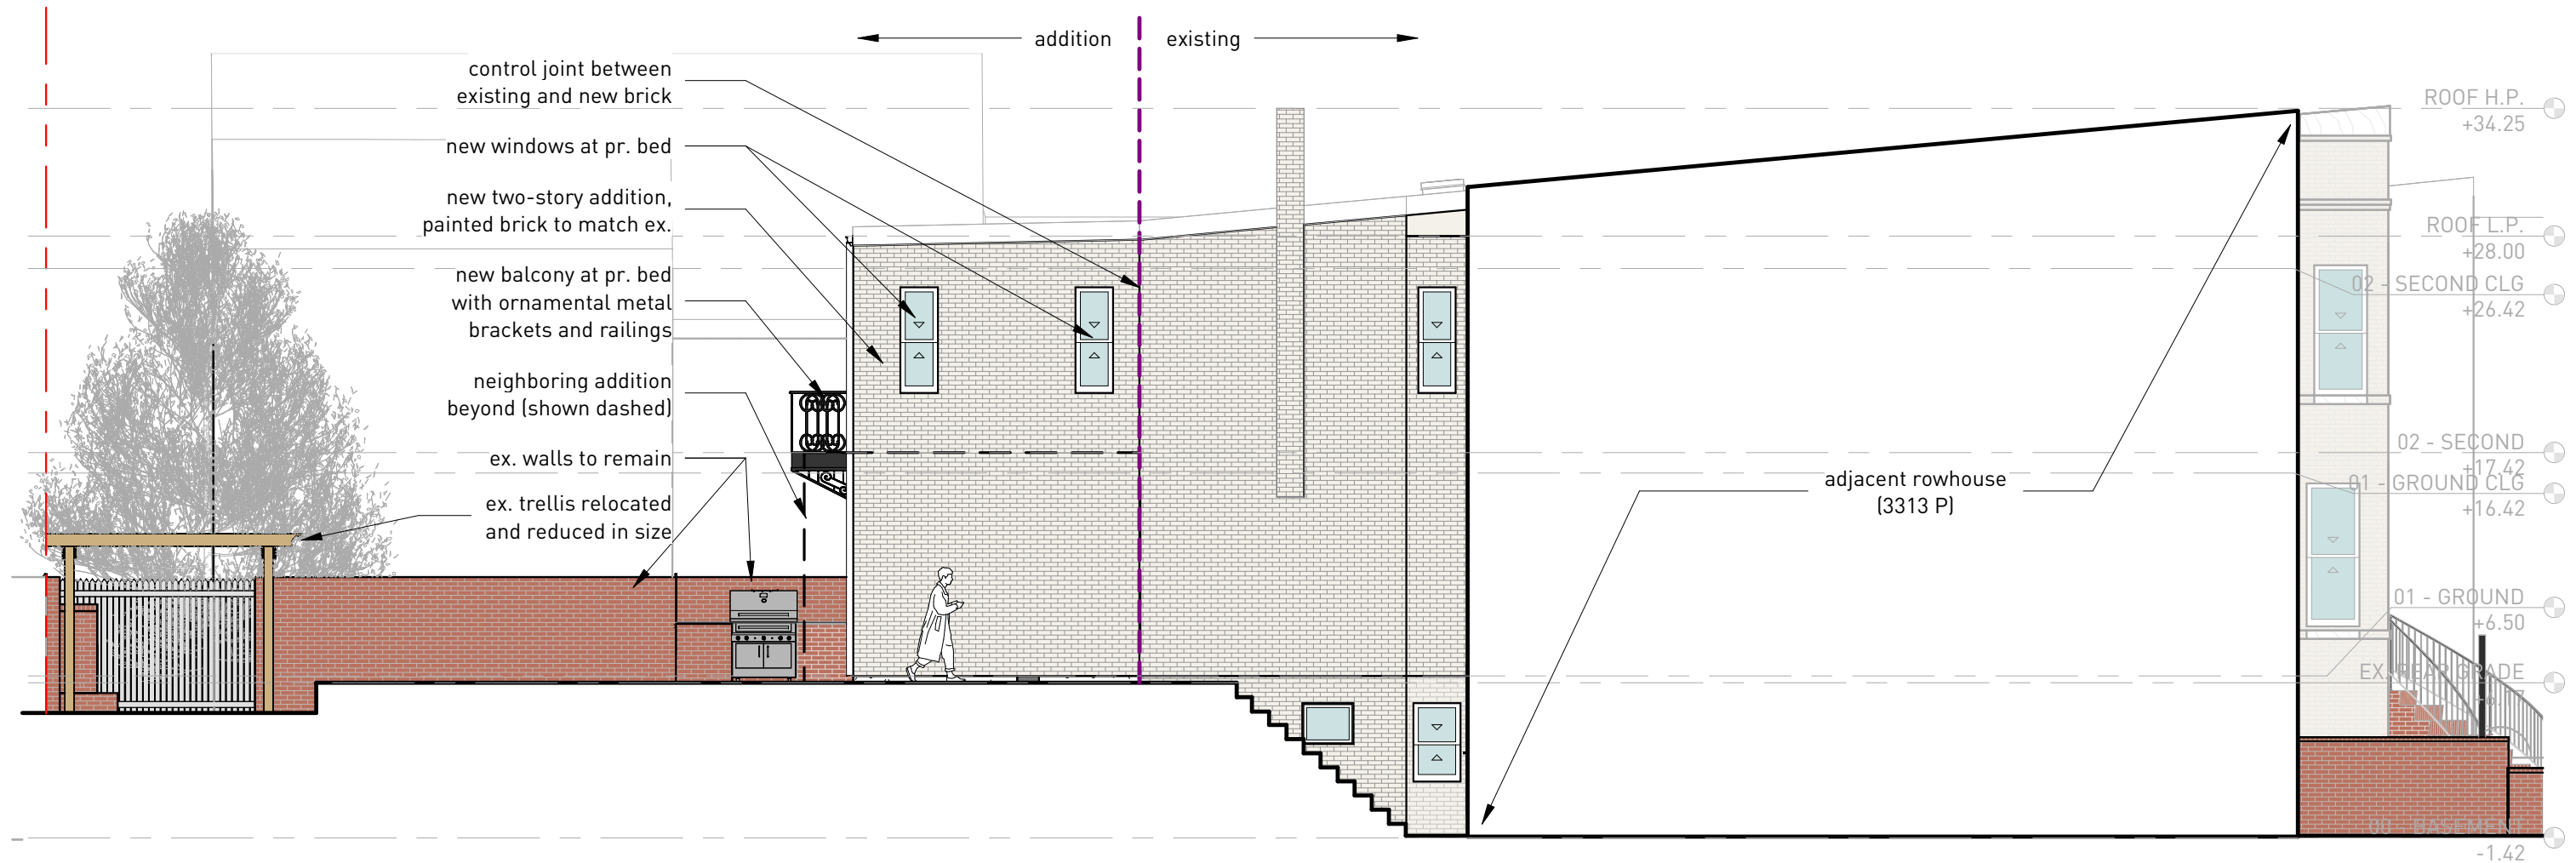 addition
existing
control joint between
existing and new brick
new windows at pr. bed
new two-story addition,
painted brick to match ex.
new balcony at pr. bed
with ornamental metal
brackets and railings
neighboring addition
beyond (shown dashed)
ex. walls to remain
ex. trellis relocated
and reduced in size
adjacent rowhouse
(3313 P)
ROOF H.P.
+34.25
ROOF L.P.
+28.00
02 - SECOND CLG
+26.42
02 - SECOND
+17.42
01 - GROUND CLG
+16.42
01 - GROUND
+6.50
EX. REAR GRADE
00 - BASEMENT
-1.42